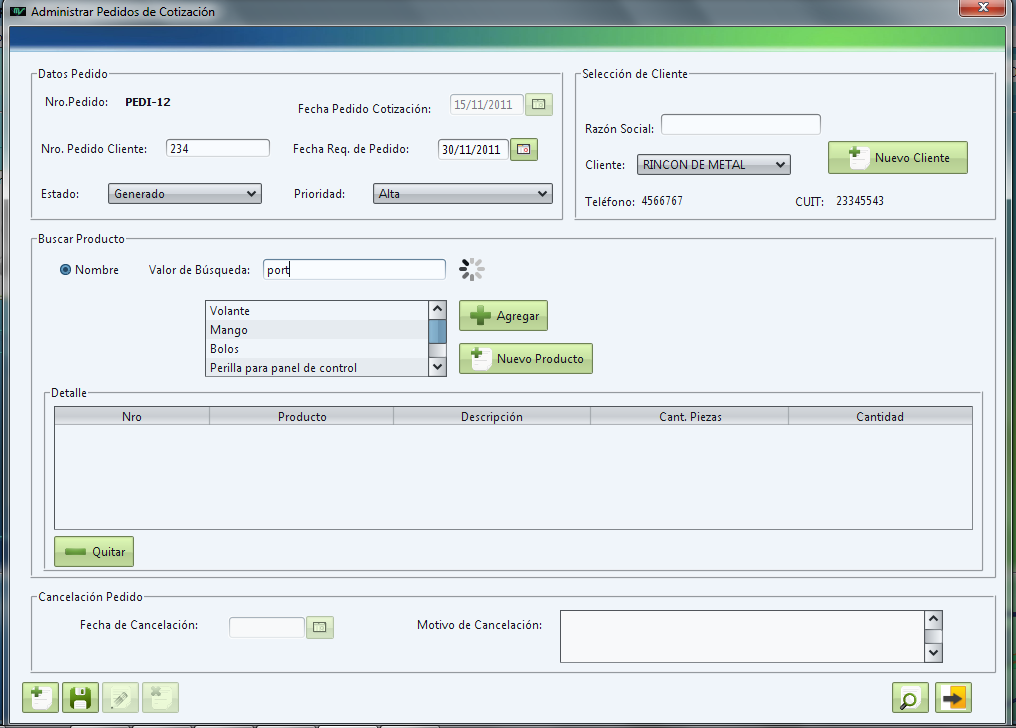 Administrar Pedidos de Cotización
Datos Pedido
Nro.Pedido: PEDI-12
Fecha Pedido Cotización: 15/11/2011
Nro. Pedido Cliente: 234
Fecha Req. de Pedido: 30/11/2011
Estado: Generado
Prioridad: Alta
Selección de Cliente
Razón Social:
Cliente: RINCON DE METAL
Nuevo Cliente
Teléfono: 4566767
CUIT: 23345543
Buscar Producto
Nombre
Valor de Búsqueda: port
Volante
Mango
Bolos
Perilla para panel de control
Agregar
Nuevo Producto
Detalle
Nro Producto Descripción Cant. Piezas Cantidad
Quitar
Cancelación Pedido
Fecha de Cancelación:
Motivo de Cancelación: